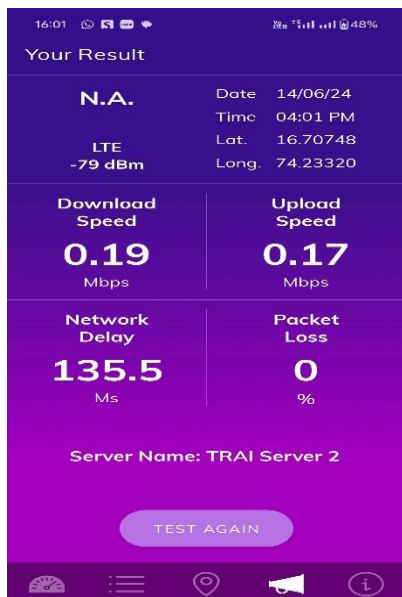 16:01 48%
Your Result
N.A.
LTE
-79 dBm
Date 14/06/24
Time 04:01 PM
Lat. 16.70748
Long. 74.23320
Download
Speed
0.19
Mbps
Upload
Speed
0.17
Mbps
Network
Delay
135.5
Ms
Packet
Loss
0
%
Server Name: TRAI Server 2
TEST AGAIN